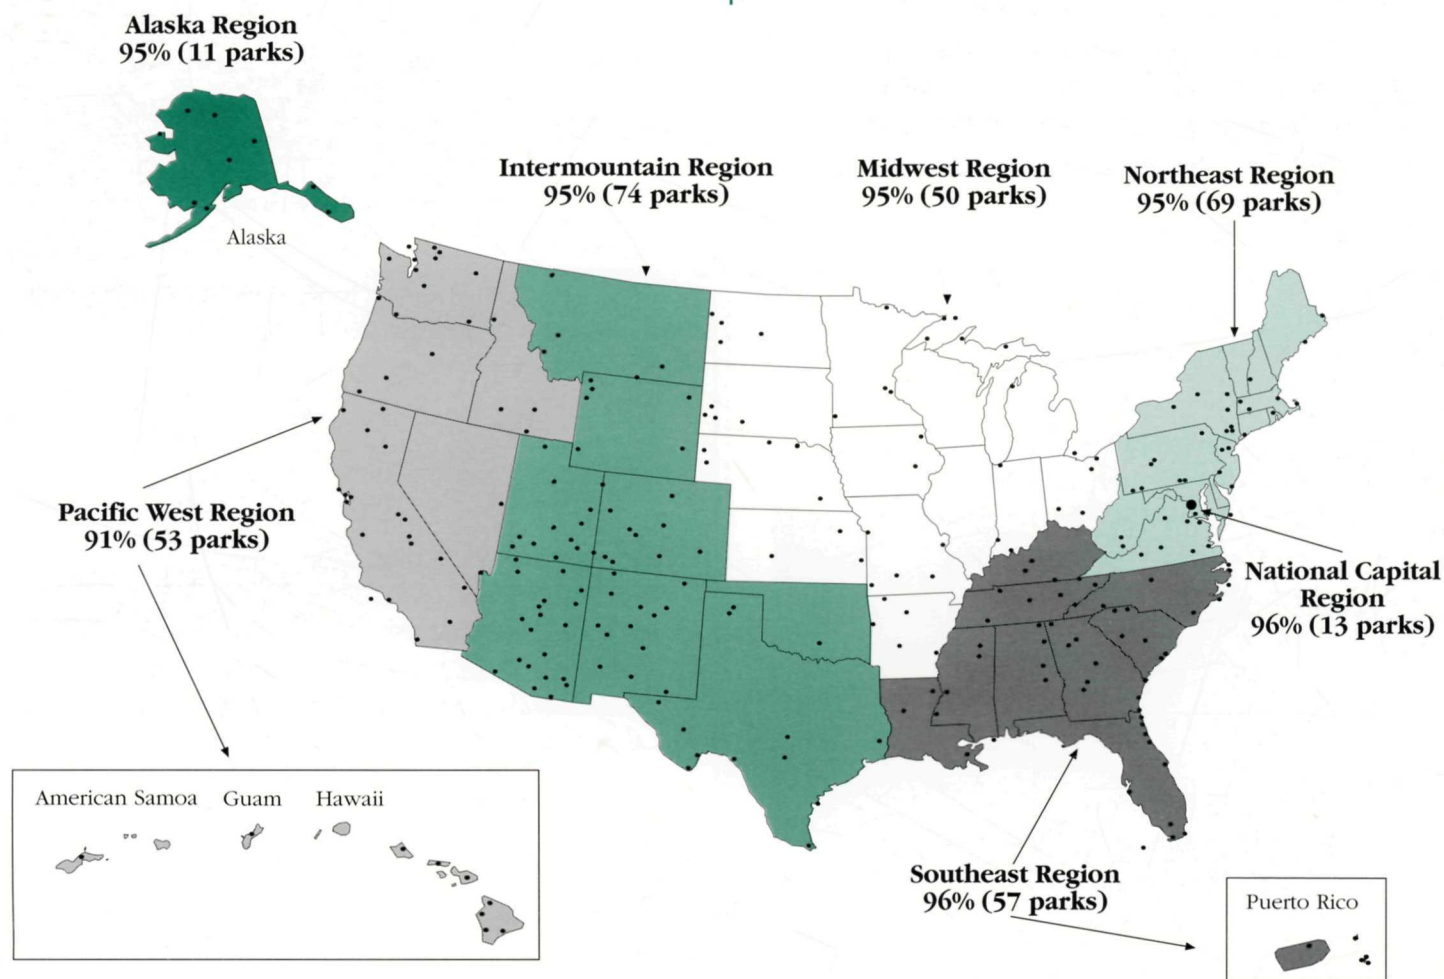 Alaska Region
95% (11 parks)
Intermountain Region
95% (74 parks)
Midwest Region
95% (50 parks)
Northeast Region
95% (69 parks)
Alaska
Pacific West Region
91% (53 parks)
National Capital
Region
96% (13 parks)
American Samoa
Guam
Hawaii
Southeast Region
96% (57 parks)
Puerto Rico